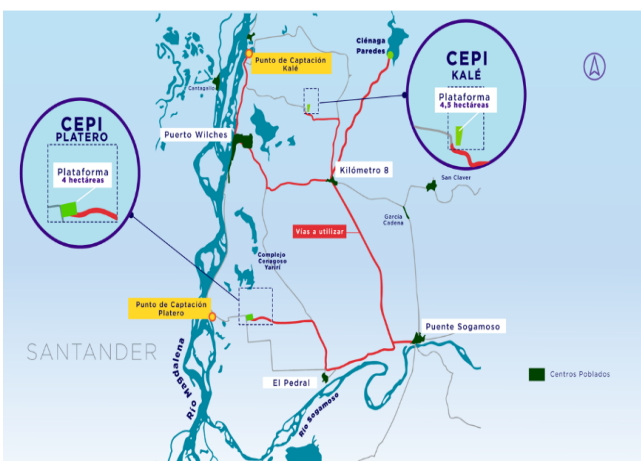 Ciénaga
Paredes
Punto de Captación
Kalé
CEPI
KALÉ
Plataforma
4,5 hectáreas
Cantagallo
CEPI
PLATERO
Plataforma
4 hectáreas
Puerto Wilches
Kilómetro 8
San Claver
García
Cadena
Vías a utilizar
Complejo
Cenagoso
Yarirí
Punto de Captación
Platero
Puente Sogamoso
SANTANDER
El Pedral
Río Magdalena
Río Sogamoso
Centros Poblados